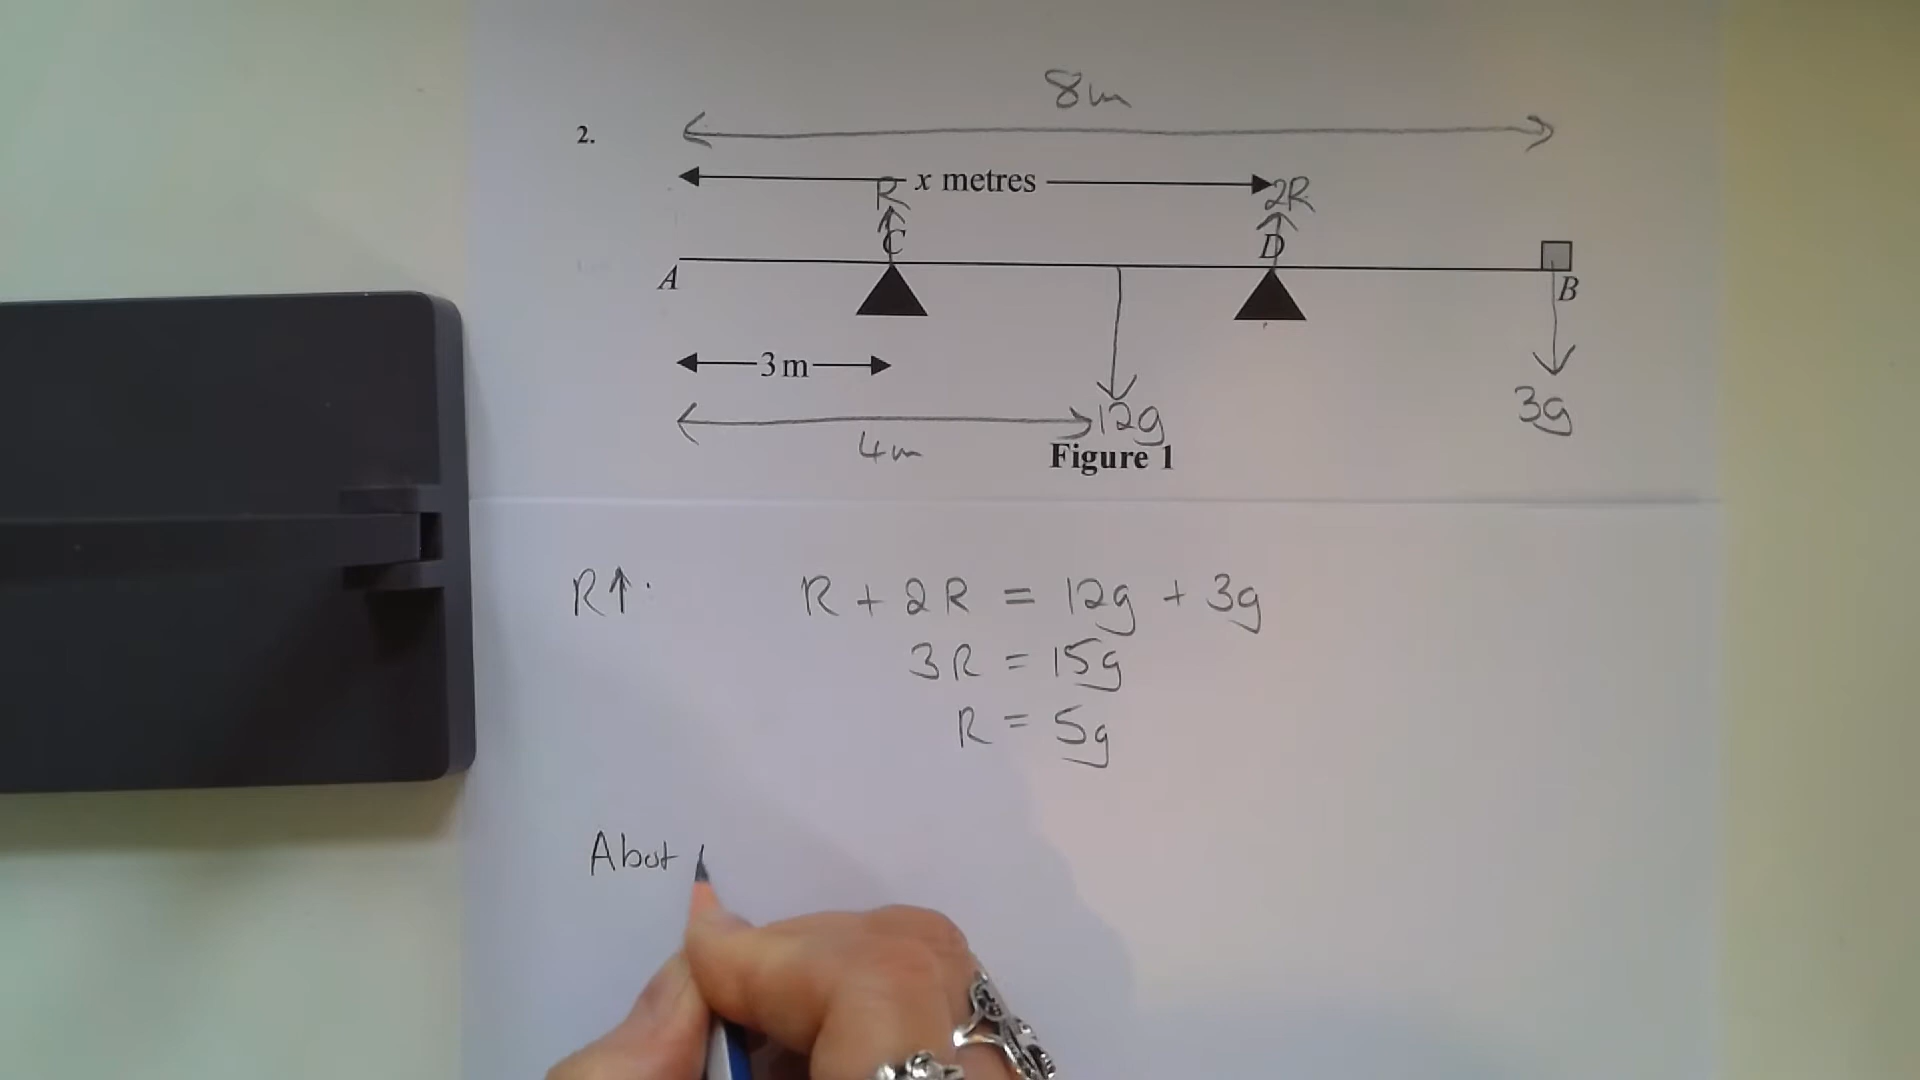 8m
2.
x metres
R
2R
C
D
A
B
3 m
12g
3g
4m
Figure 1
R↑. R + 2R = 12g + 3g
3R = 15g
R = 5g
Abot